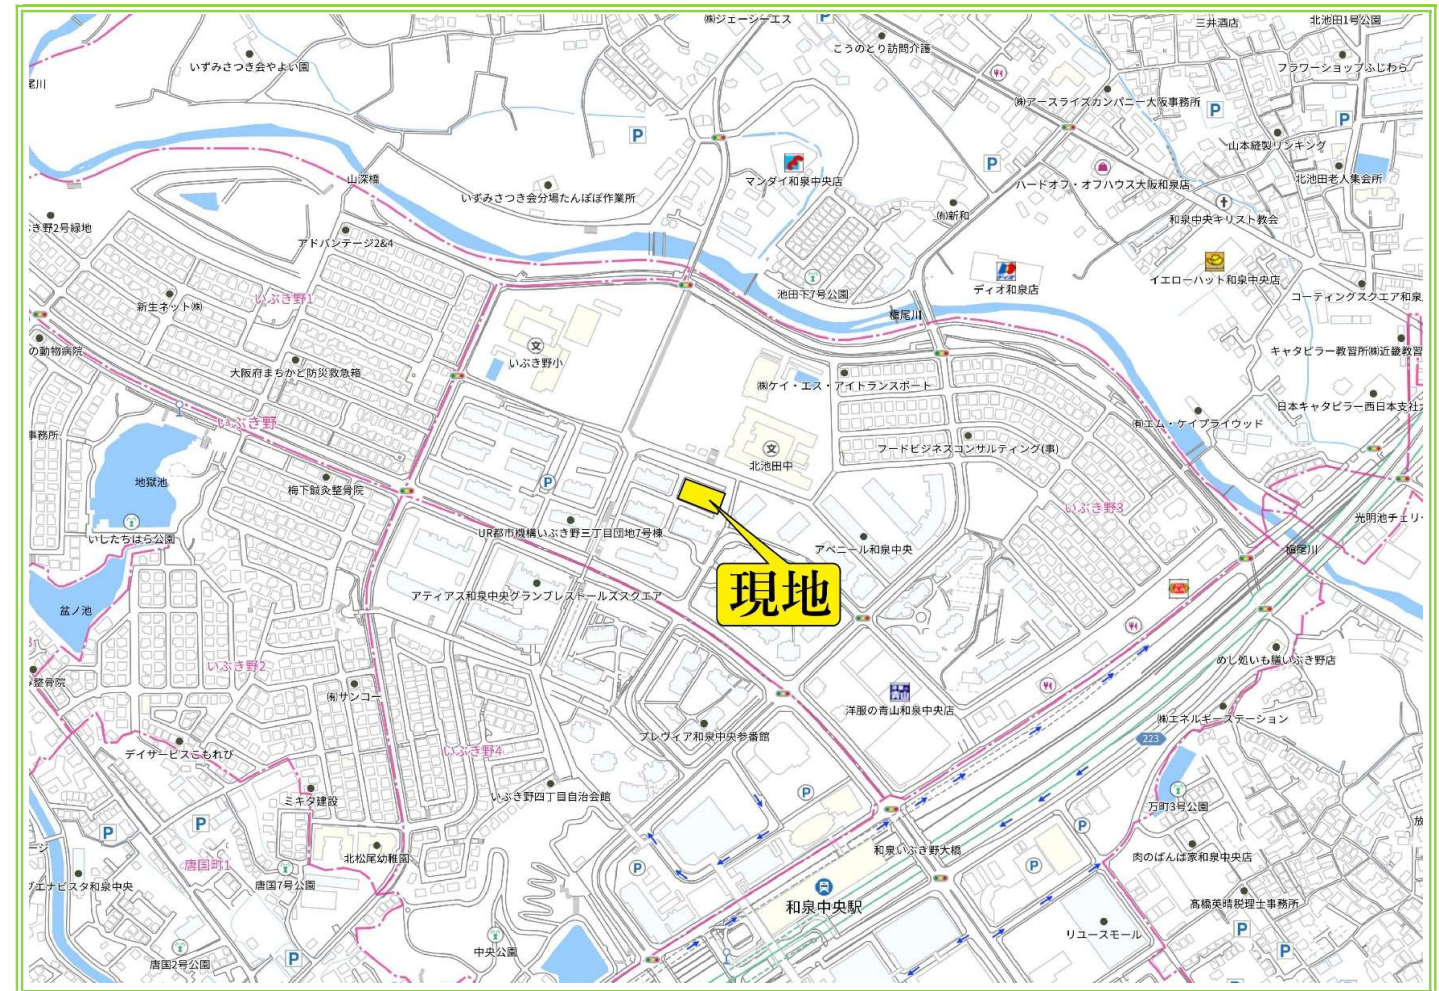 ㈱ジェーシーエス
P
三井酒店
北池田1号公園
こうのとり訪問介護
いずみさつき会やよい園
フラワーショップふじわら
尾川
㈱アースライズカンパニー大阪事務所
P
P
山本縫製リンキング
P
マンダイ和泉中央店
山深橋
ハードオフ・オフハウス大阪和泉店
北池田老人集会所
いずみさつき会分場たんぽぽ作業所
㈲新和
和泉中央キリスト教会
き野2号緑地
アドバンテージ2&4
イエローハット和泉中央店
ディオ和泉店
池田下7号公園
いぶき野1
新生ネット㈱
コーティングスクエア和泉
槇尾川
の動物病院
キャタピラー教習所㈱近畿教習
文
いぶき野小
大阪府まちかど防災救急箱
㈱ケイ・エス・アイトランスポート
日本キャタピラー西日本支社
いぶき野
㈲エム・ケイプライウッド
事務所
文
北池田中
フードビジネスコンサルティング(事)
地獄池
梅下鍼灸整骨院
P
いぶき野3
光明池チェリー
いしたちはら公園
UR都市機構いぶき野三丁目団地7号棟
アベニール和泉中央
槇尾川
現地
アティアス和泉中央グランブレストールズスクエア
盆ノ池
いぶき野2
めし処いも膳いぶき野店
整骨院
㈲サンコー
洋服の青山和泉中央店
㈱エネルギーステーション
プレヴィア和泉中央参番館
223
いぶき野4
デイサービスこもれび
いぶき野四丁目自治会館
P
ミキタ建設
万町3号公園
P
P
P
和泉いぶき野大橋
肉のばんば家和泉中央店
唐国町1
北松尾幼稚園
P
P
唐国7号公園
ブエナビスタ和泉中央
和泉中央駅
髙橋英晴税理士事務所
P
P
リユースモール
中央公園
P
唐国2号公園